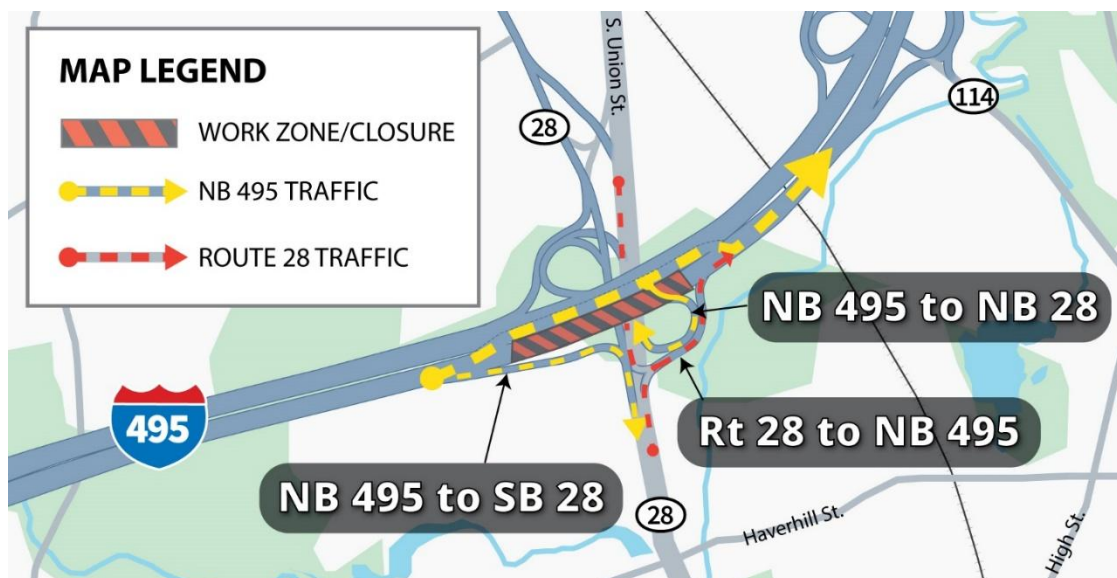 MAP LEGEND
WORK ZONE/CLOSURE
NB 495 TRAFFIC
ROUTE 28 TRAFFIC
S. Union St.
28
114
NB 495 to NB 28
495
Rt 28 to NB 495
NB 495 to SB 28
28
Haverhill St.
High St.